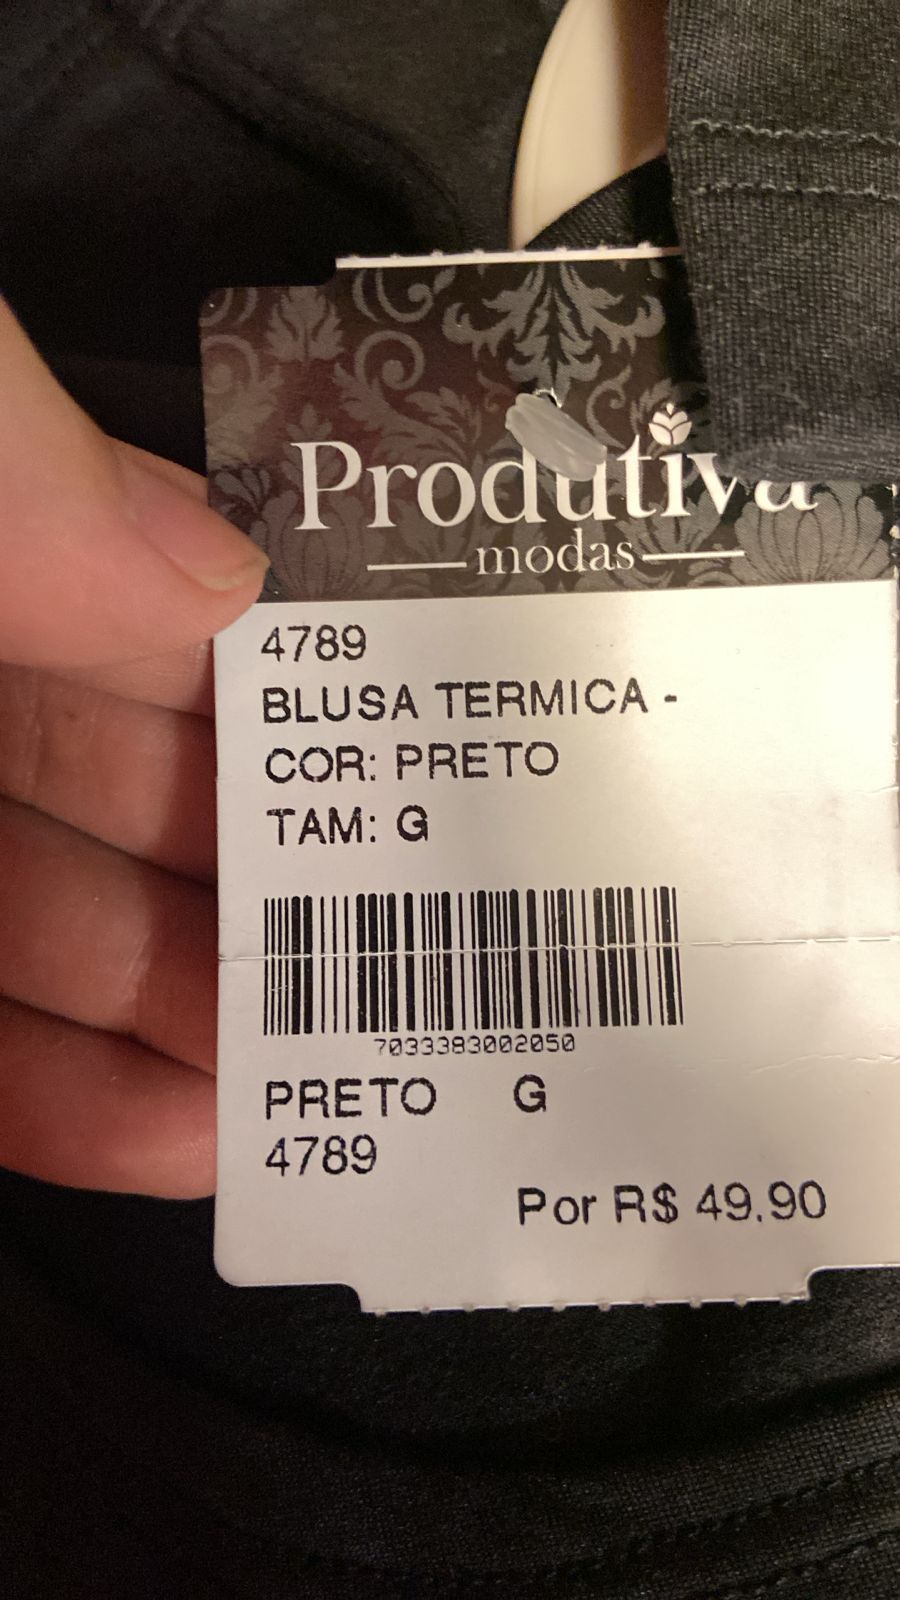 Produtiva
modas
4789
BLUSA TERMICA -
COR: PRETO
TAM: G
7033383002050
PRETO G
4789
Por R$ 49.90